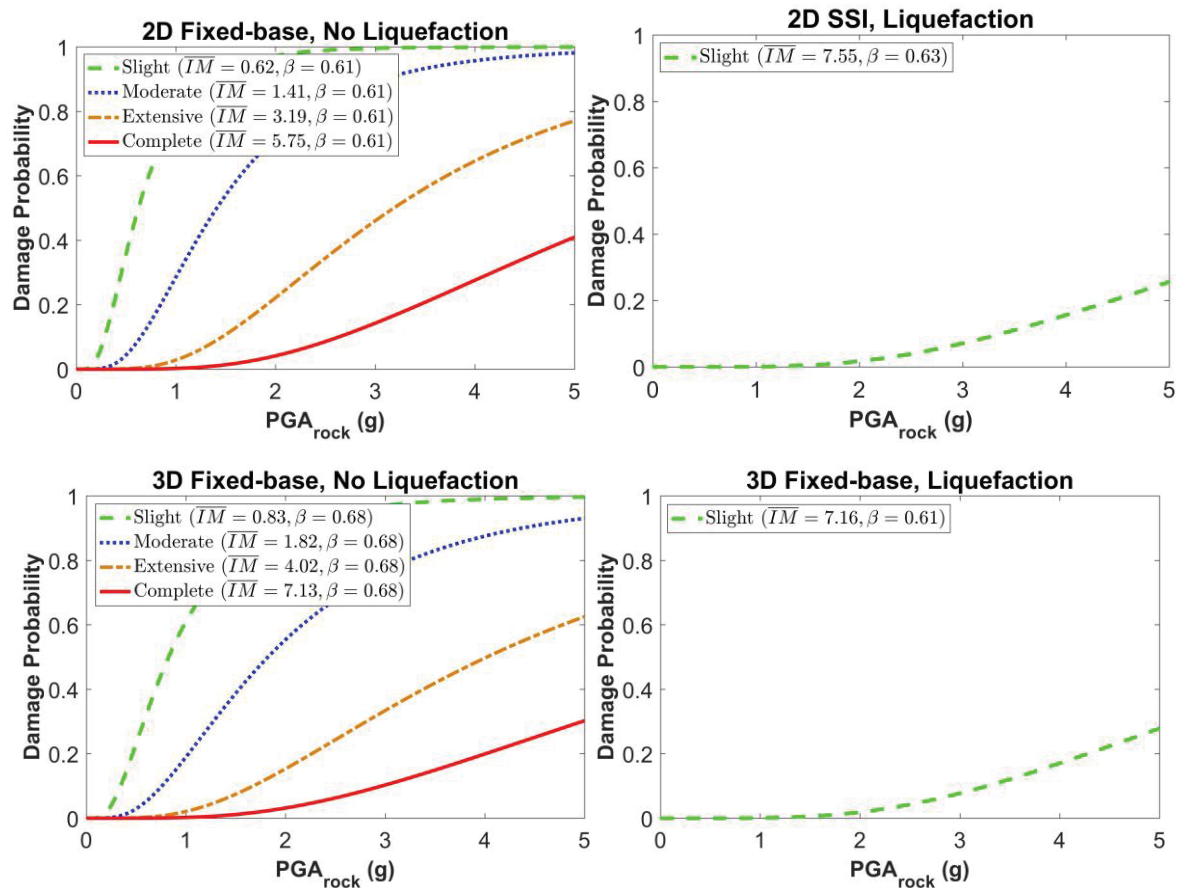 2D Fixed-base, No Liquefaction
1
0.8
0.6
0.4
0.2
0
Damage Probability
Slight (IM̅ = 0.62, β = 0.61)
Moderate (IM̅ = 1.41, β = 0.61)
Extensive (IM̅ = 3.19, β = 0.61)
Complete (IM̅ = 5.75, β = 0.61)
0 1 2 3 4 5
PGA_rock (g)
2D SSI, Liquefaction
1
0.8
0.6
0.4
0.2
0
Damage Probability
Slight (IM̅ = 7.55, β = 0.63)
0 1 2 3 4 5
PGA_rock (g)
3D Fixed-base, No Liquefaction
1
0.8
0.6
0.4
0.2
0
Damage Probability
Slight (IM̅ = 0.83, β = 0.68)
Moderate (IM̅ = 1.82, β = 0.68)
Extensive (IM̅ = 4.02, β = 0.68)
Complete (IM̅ = 7.13, β = 0.68)
0 1 2 3 4 5
PGA_rock (g)
3D Fixed-base, Liquefaction
1
0.8
0.6
0.4
0.2
0
Damage Probability
Slight (IM̅ = 7.16, β = 0.61)
0 1 2 3 4 5
PGA_rock (g)